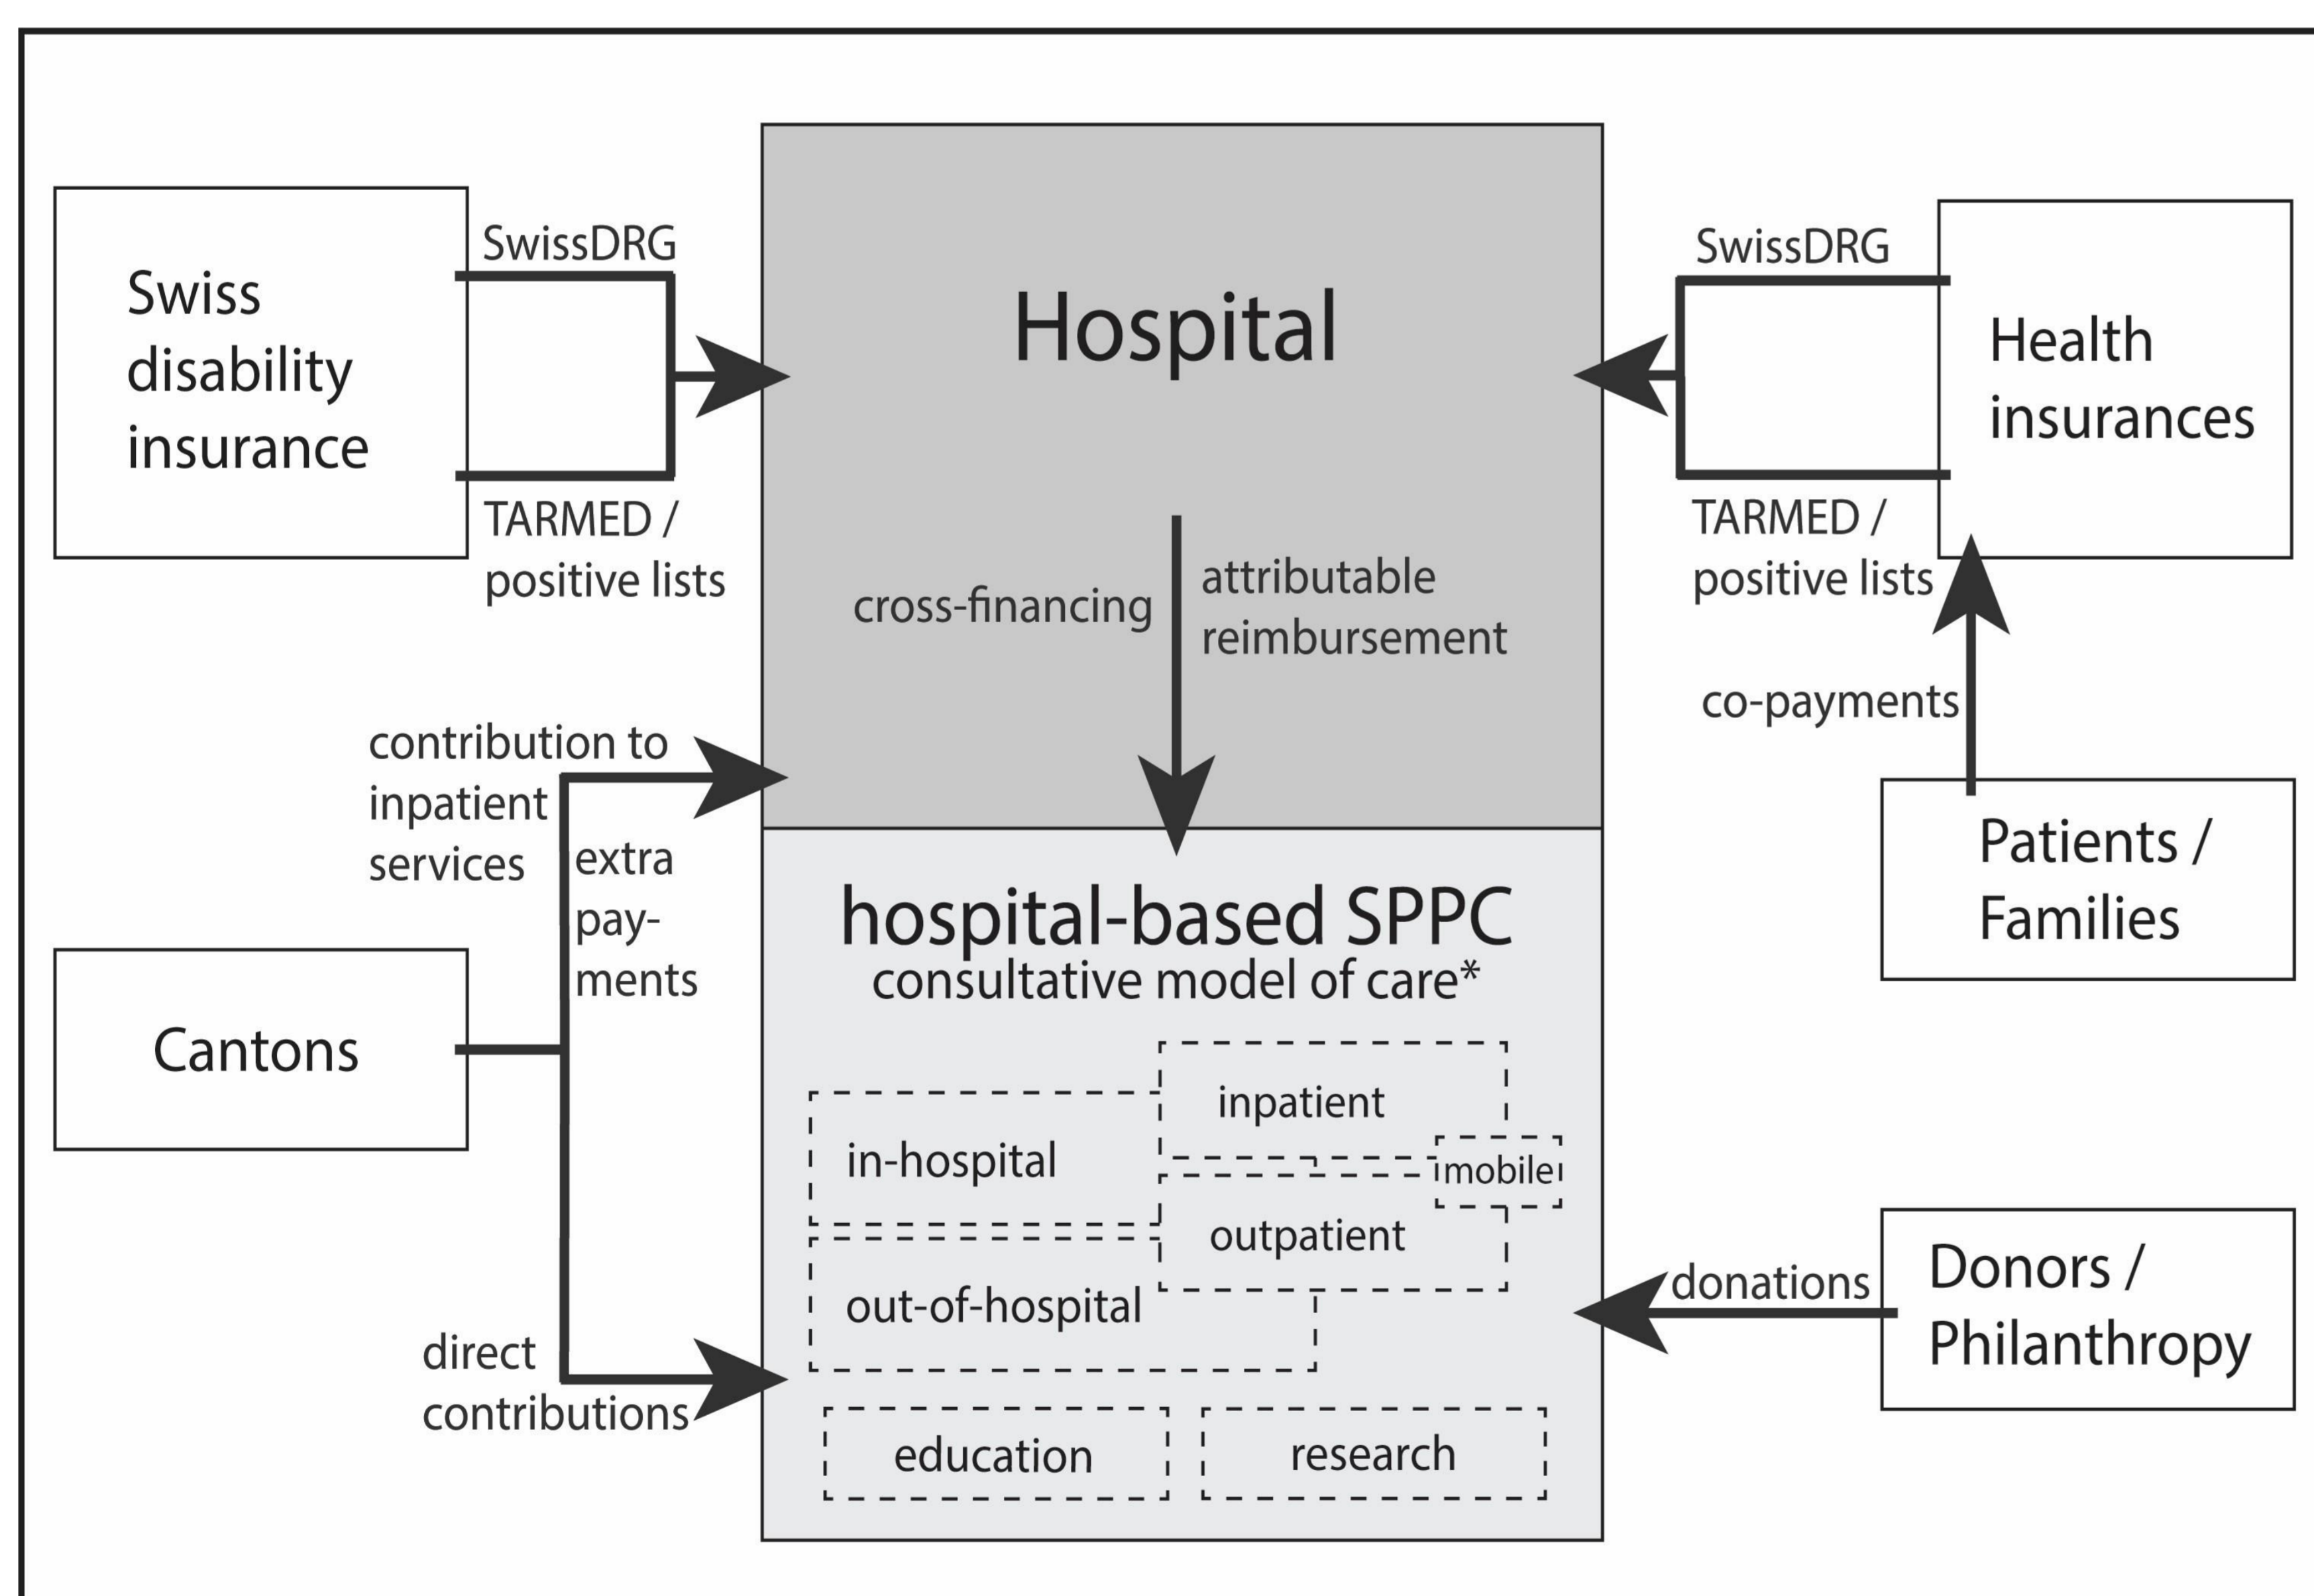 Swiss
disability
insurance
SwissDRG
TARMED /
positive lists
Hospital
cross-financing
attributable
reimbursement
SwissDRG
TARMED /
positive lists
Health
insurances
co-payments
Patients /
Families
contribution to
inpatient
services
extra
pay-
ments
Cantons
direct
contributions
hospital-based SPPC
consultative model of care*
inpatient
in-hospital
mobile
outpatient
out-of-hospital
education
research
donations
Donors /
Philanthropy